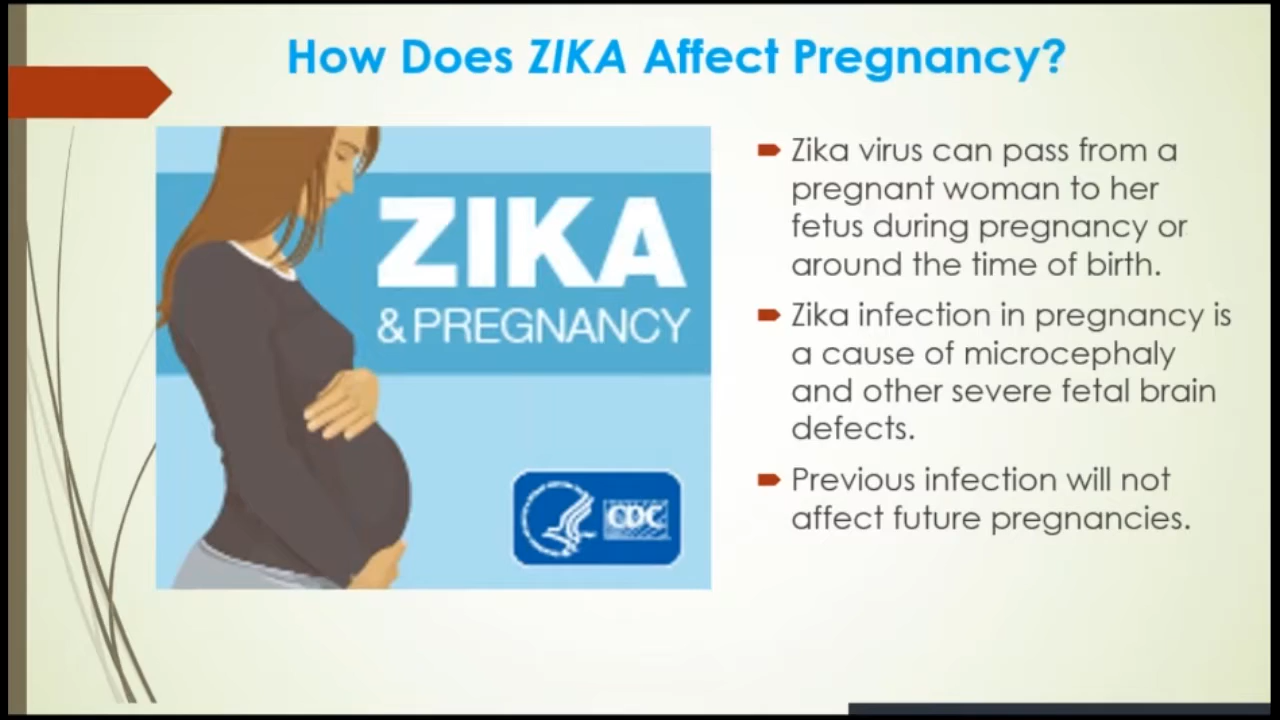 How Does ZIKA Affect Pregnancy?
ZIKA
& PREGNANCY
CDC
Zika virus can pass from a
pregnant woman to her
fetus during pregnancy or
around the time of birth.
Zika infection in pregnancy is
a cause of microcephaly
and other severe fetal brain
defects.
Previous infection will not
affect future pregnancies.